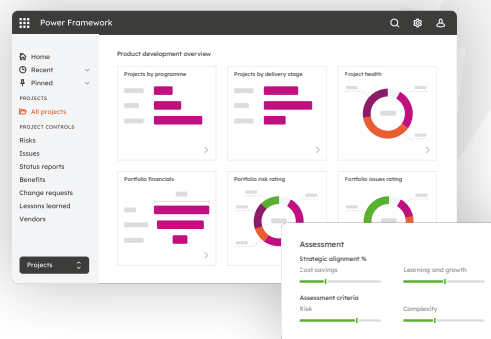 Power Framework
Home
Recent
Pinned
PROJECTS
All projects
PROJECT CONTROLS
Risks
Issues
Status reports
Benefits
Change requests
Lessons learned
Vendors
Projects
Product development overview
Projects by programme
Projects by delivery stage
Project health
Portfolio financials
Portfolio risk rating
Portfolio issues rating
Assessment
Strategic alignment %
Cost savings
Learning and growth
Assessment criteria
Risk
Complexity